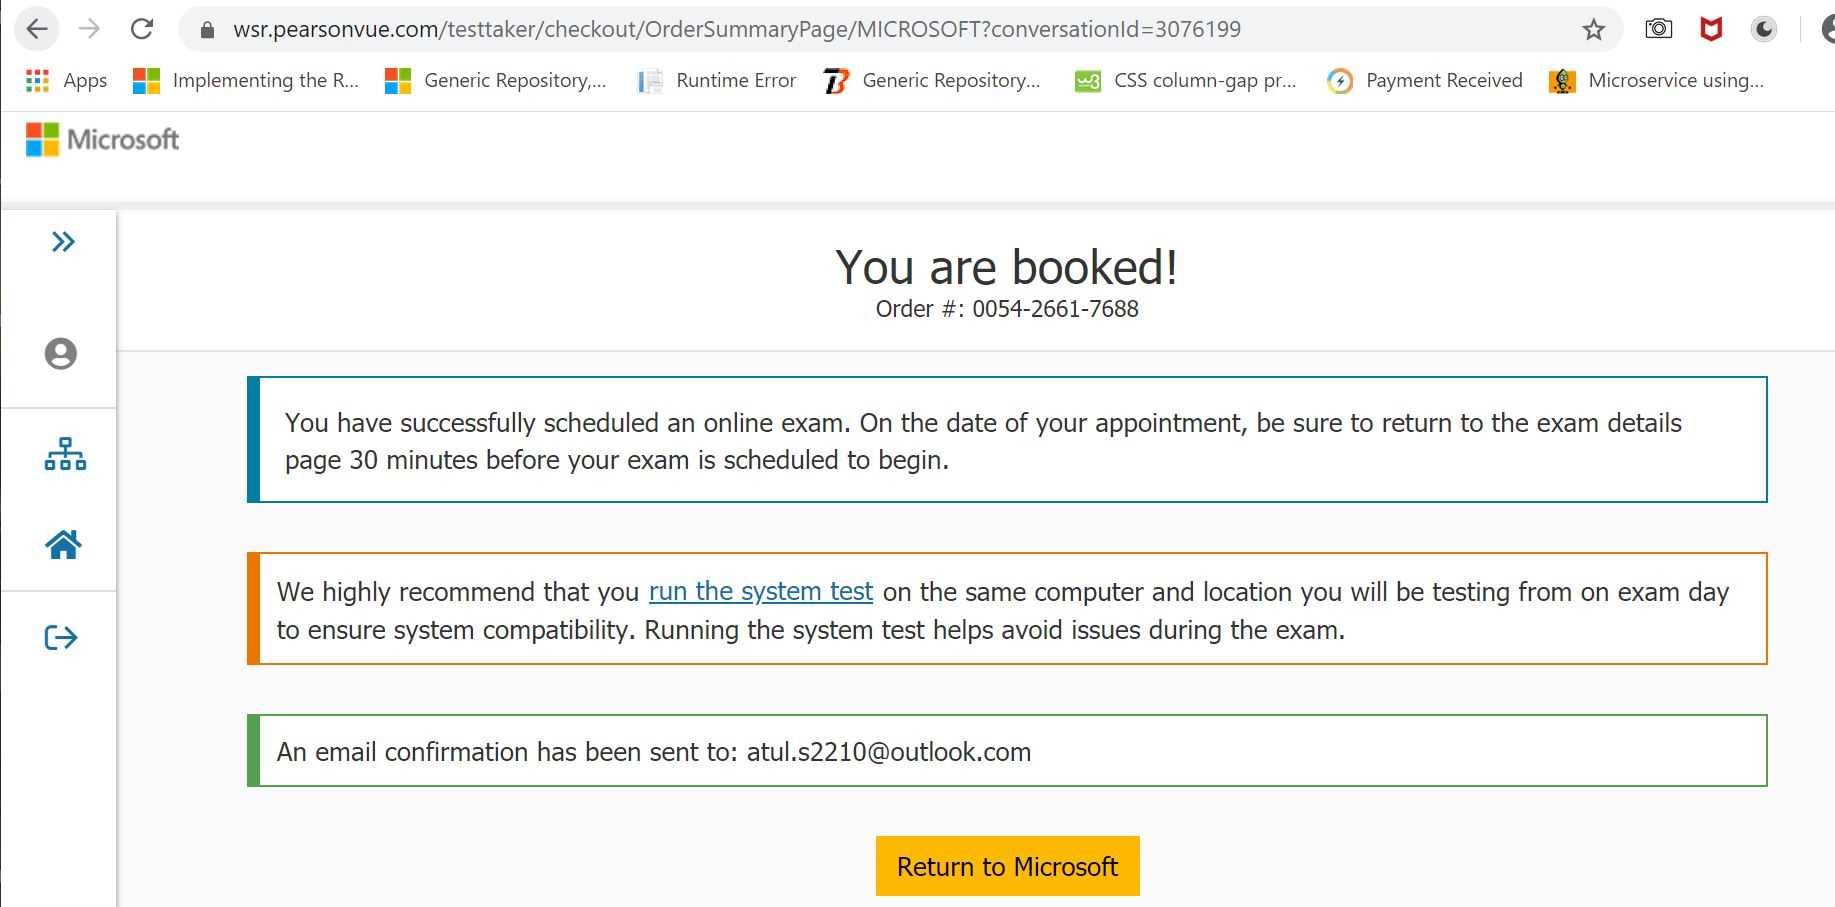 wsr.pearsonvue.com/testtaker/checkout/OrderSummaryPage/MICROSOFT?conversationId=3076199
Apps Implementing the R... Generic Repository,... Runtime Error Generic Repository... CSS column-gap pr... Payment Received Microservice using...
Microsoft
You are booked!
Order #: 0054-2661-7688
You have successfully scheduled an online exam. On the date of your appointment, be sure to return to the exam details
page 30 minutes before your exam is scheduled to begin.
We highly recommend that you run the system test on the same computer and location you will be testing from on exam day
to ensure system compatibility. Running the system test helps avoid issues during the exam.
An email confirmation has been sent to: atul.s2210@outlook.com
Return to Microsoft